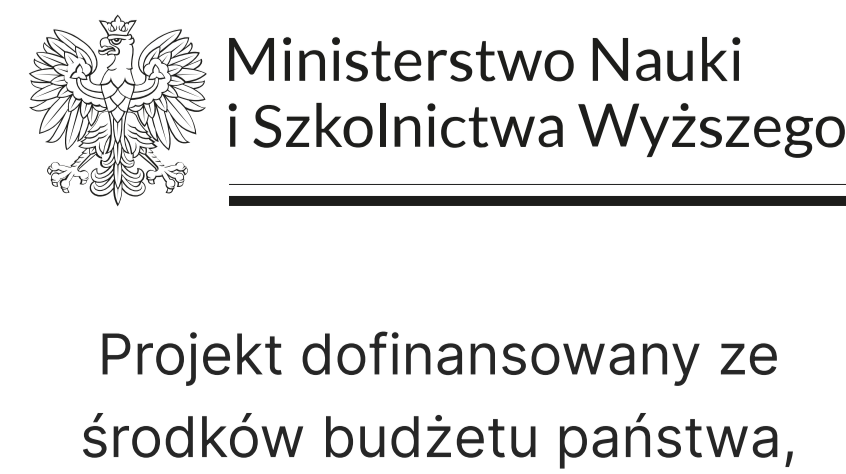 Ministerstwo Nauki
i Szkolnictwa Wyższego
Projekt dofinansowany ze
środków budżetu państwa,